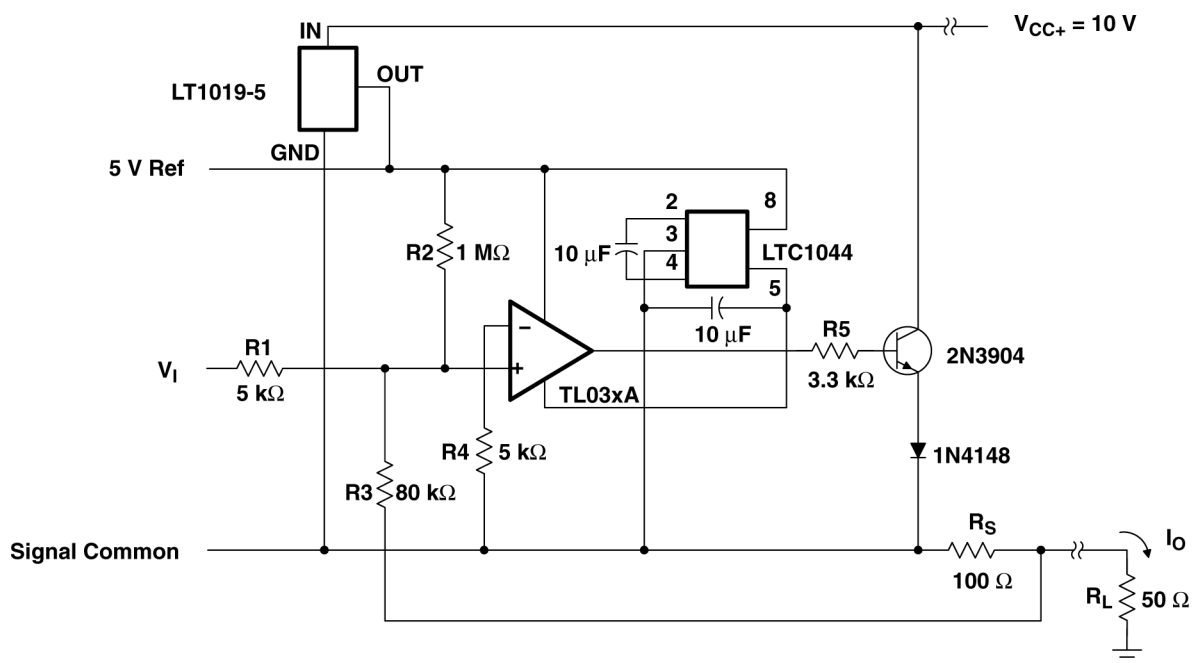 IN
V_CC+ = 10 V
LT1019-5
OUT
GND
5 V Ref
2
8
3
R2
1 MΩ
10 μF
LTC1044
4
5
10 μF
R1
R5
V_I
−
2N3904
5 kΩ
+
3.3 kΩ
TL03xA
R4
5 kΩ
1N4148
R3
80 kΩ
R_S
I_O
Signal Common
100 Ω
R_L
50 Ω